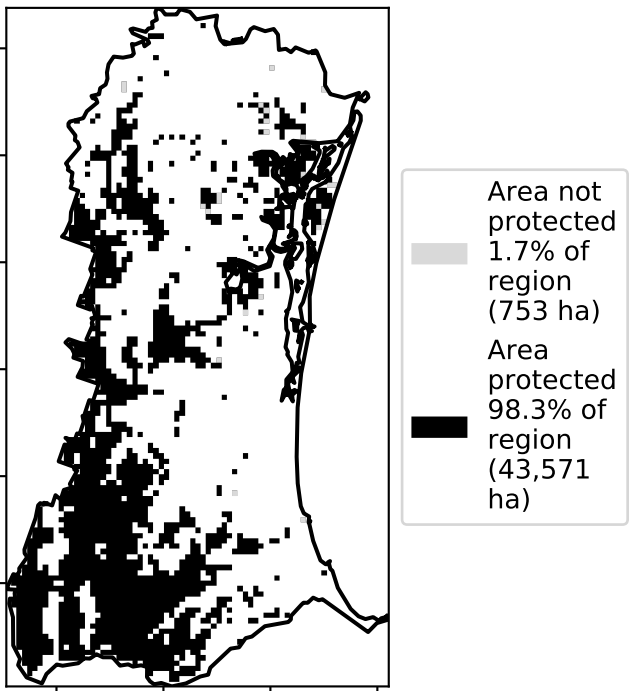 Area not
protected
1.7% of
region
(753 ha)
Area
protected
98.3% of
region
(43,571
ha)